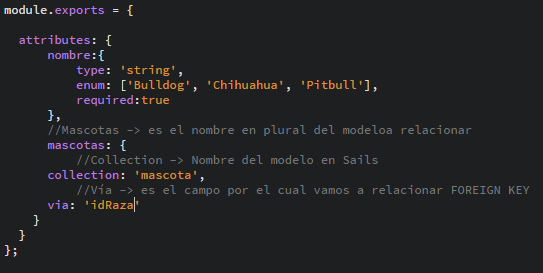 module.exports = {
attributes: {
nombre:{
type: 'string',
enum: ['Bulldog', 'Chihuahua', 'Pitbull'],
required:true
},
//Mascotas -> es el nombre en plural del modeloa relacionar
mascotas: {
//Collection -> Nombre del modelo en Sails
collection: 'mascota',
//Vía -> es el campo por el cual vamos a relacionar FOREIGN KEY
via: 'idRaza'
}
}
};